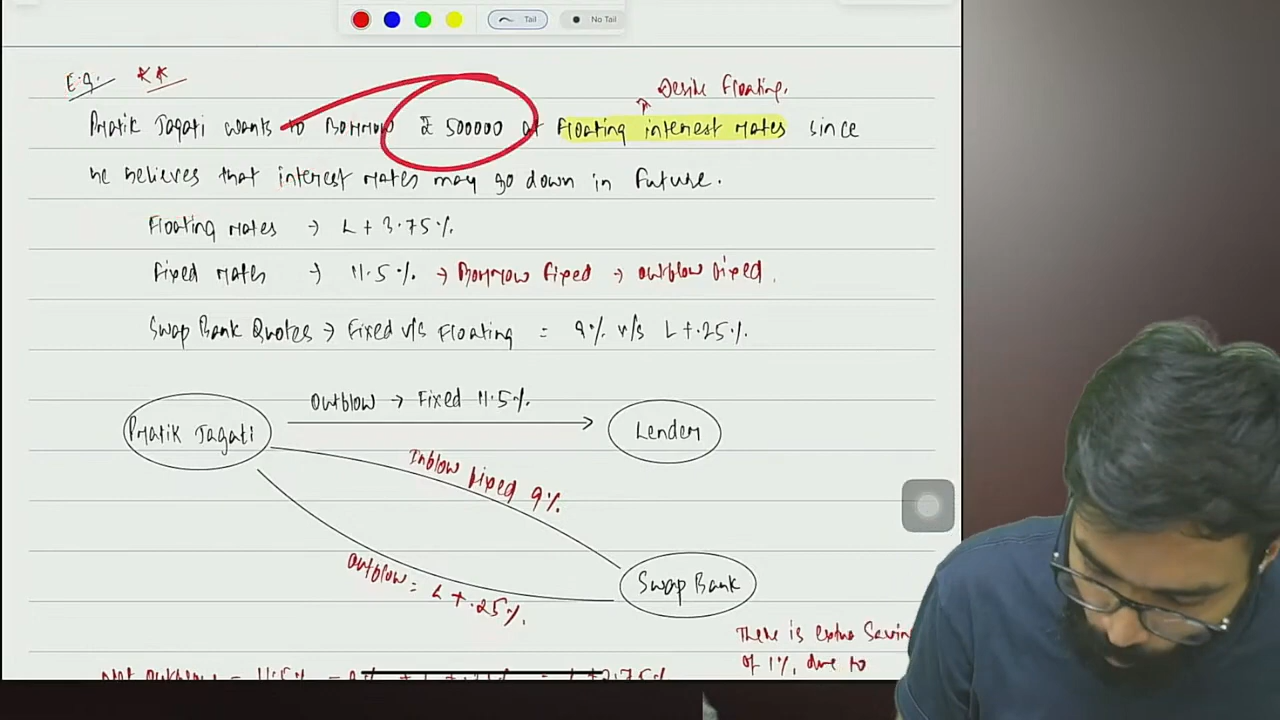 Tail
No Tail
E.g.
Desire Floating.
Pratik Jagati wants to Borrow ₹ 500000 at Floating interest rates since
he believes that interest rates may go down in future.
Floating rates → L + 3.75%.
Fixed rates → 11.5% → Borrow fixed → outflow fixed.
Swap Bank Quotes → Fixed v/s Floating = 9% v/s L + .25%.
Outflow → Fixed 11.5%.
Pratik Jagati
Lender
Inflow fixed 9%.
Outflow = L + .25%.
Swap Bank
There is extra Savin
of 1%, due to